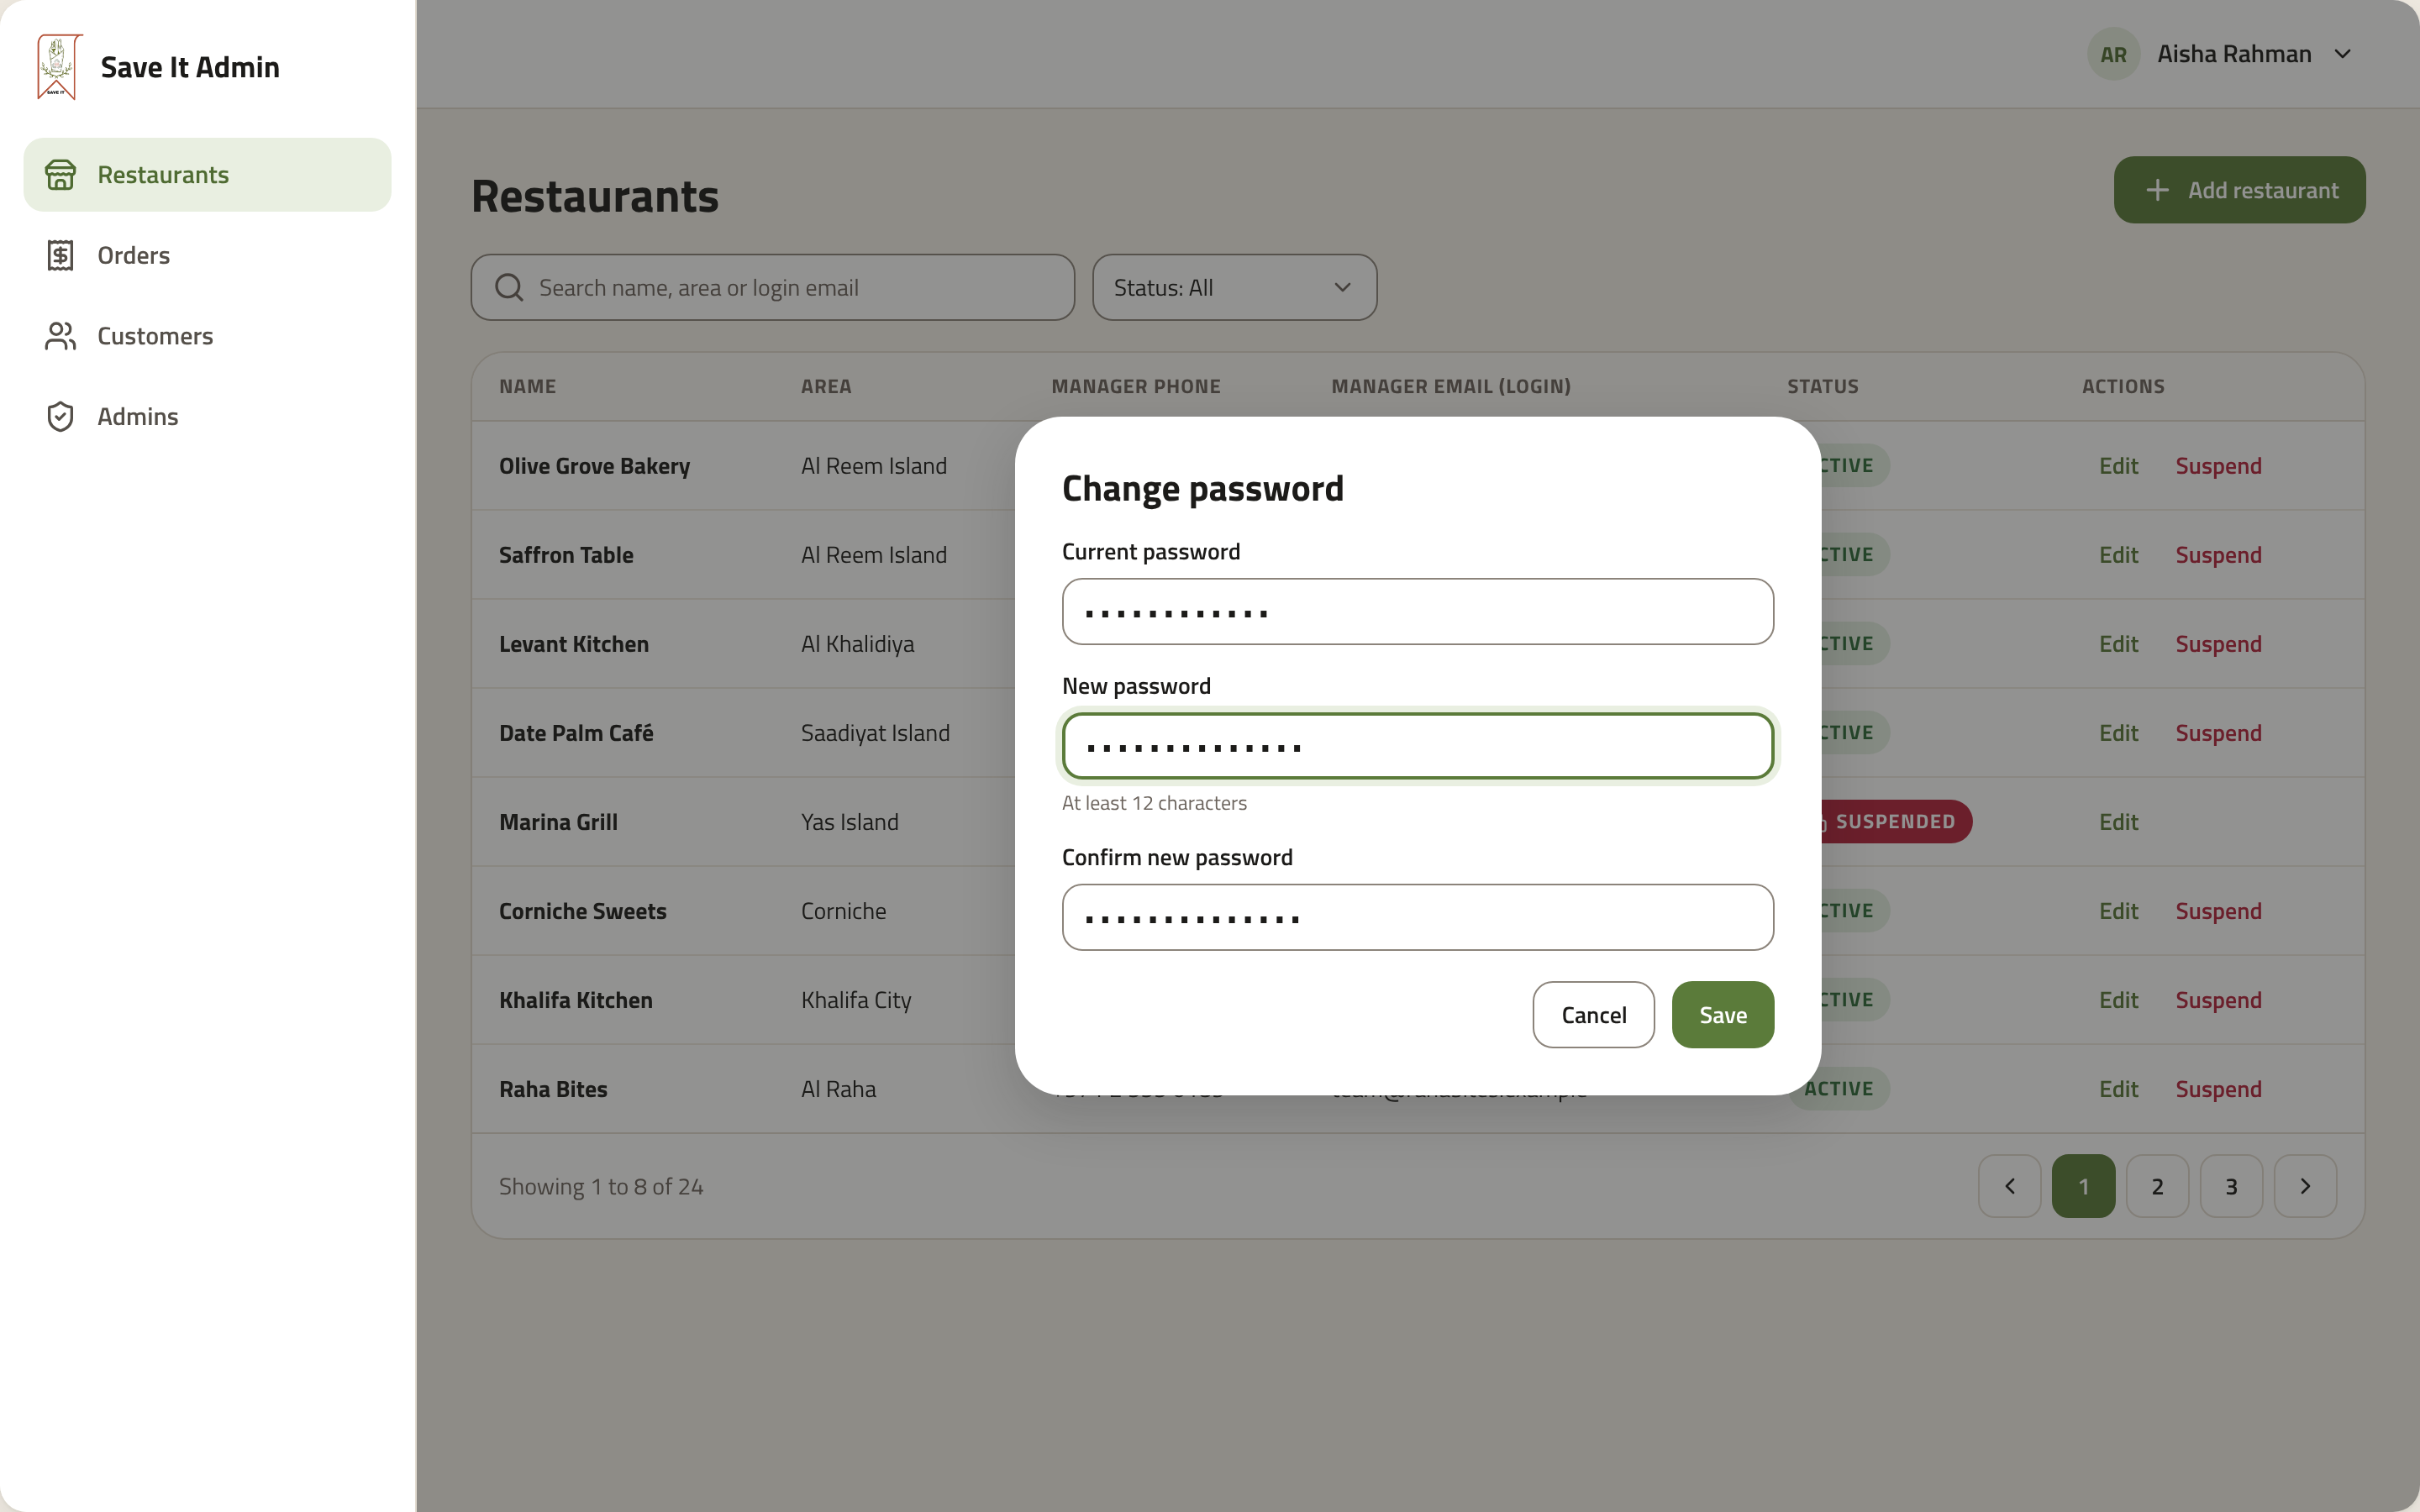 SAVE IT
Save It Admin
Restaurants
Orders
Customers
Admins
AR Aisha Rahman
Restaurants
Add restaurant
Search name, area or login email
Status: All
NAME AREA MANAGER PHONE MANAGER EMAIL (LOGIN) STATUS ACTIONS
Olive Grove Bakery Al Reem Island Edit Suspend
Saffron Table Al Reem Island Edit Suspend
Levant Kitchen Al Khalidiya Edit Suspend
Date Palm Café Saadiyat Island Edit Suspend
Marina Grill Yas Island SUSPENDED Edit
Corniche Sweets Corniche Edit Suspend
Khalifa Kitchen Khalifa City Edit Suspend
Raha Bites Al Raha ACTIVE Edit Suspend
Showing 1 to 8 of 24
1 2 3
Change password
Current password
New password
At least 12 characters
Confirm new password
Cancel Save